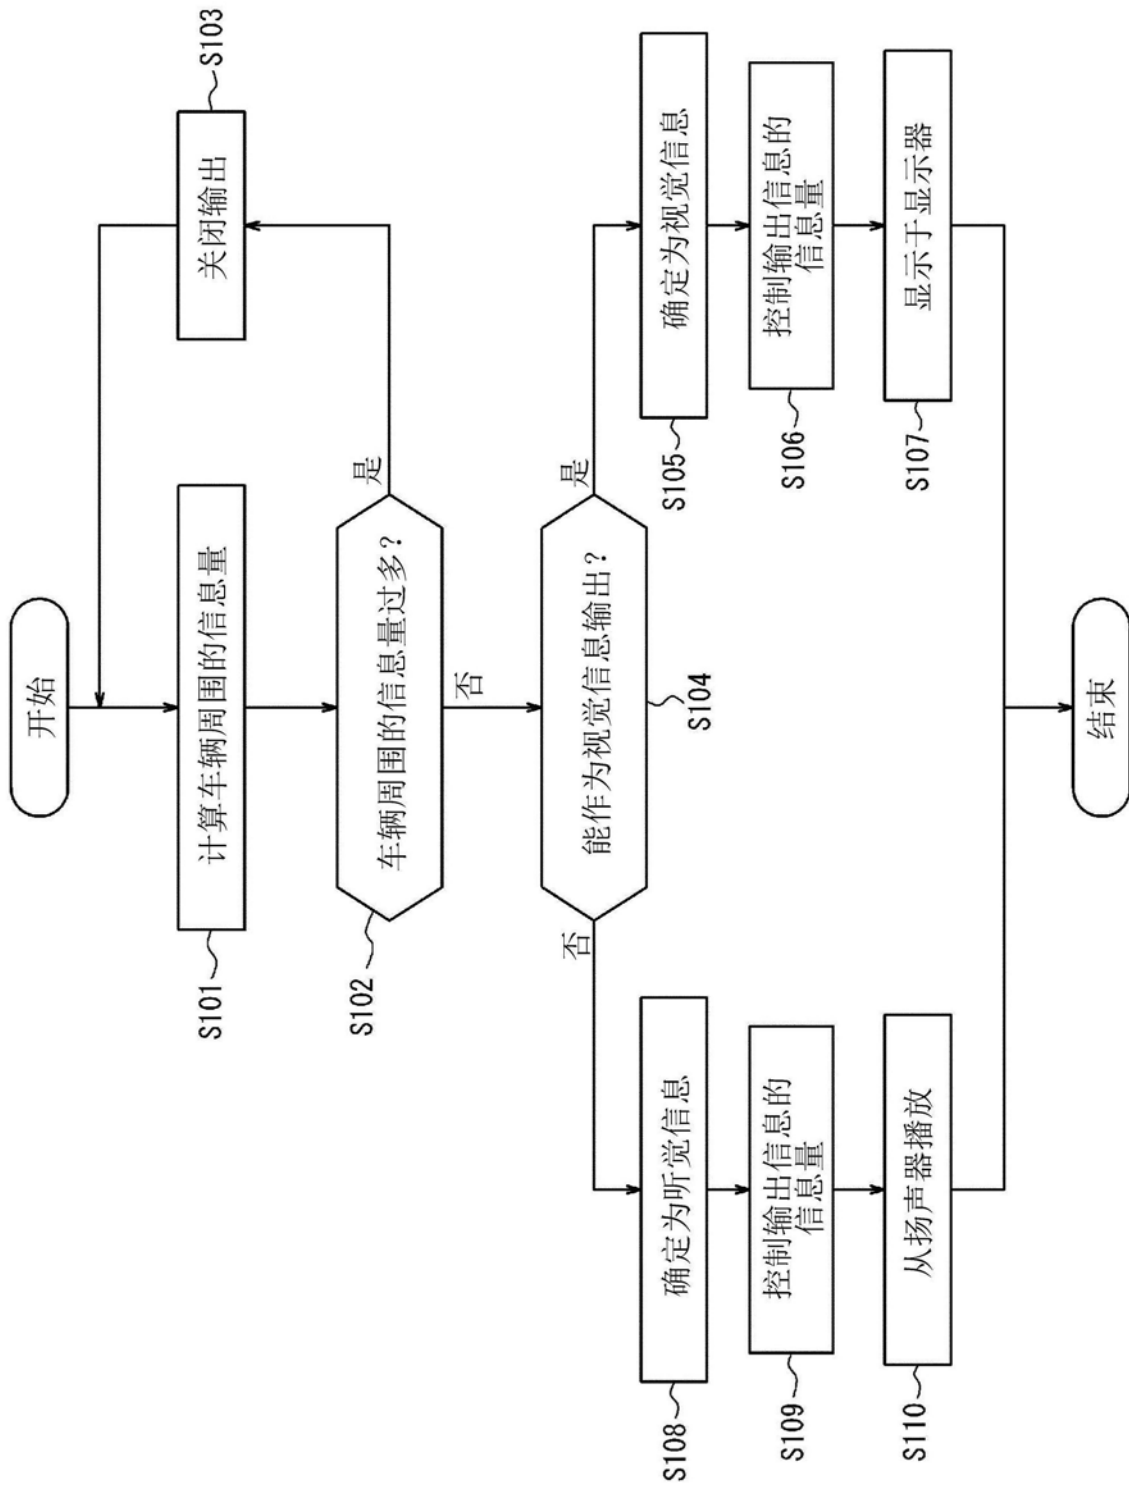 开始
计算车辆周围的信息量
S101
车辆周围的信息量过多？
S102
是
否
关闭输出
S103
能作为视觉信息输出？
S104
是
否
确定为视觉信息
S105
控制输出信息的
信息量
S106
显示于显示器
S107
确定为听觉信息
S108
控制输出信息的
信息量
S109
从扬声器播放
S110
结束